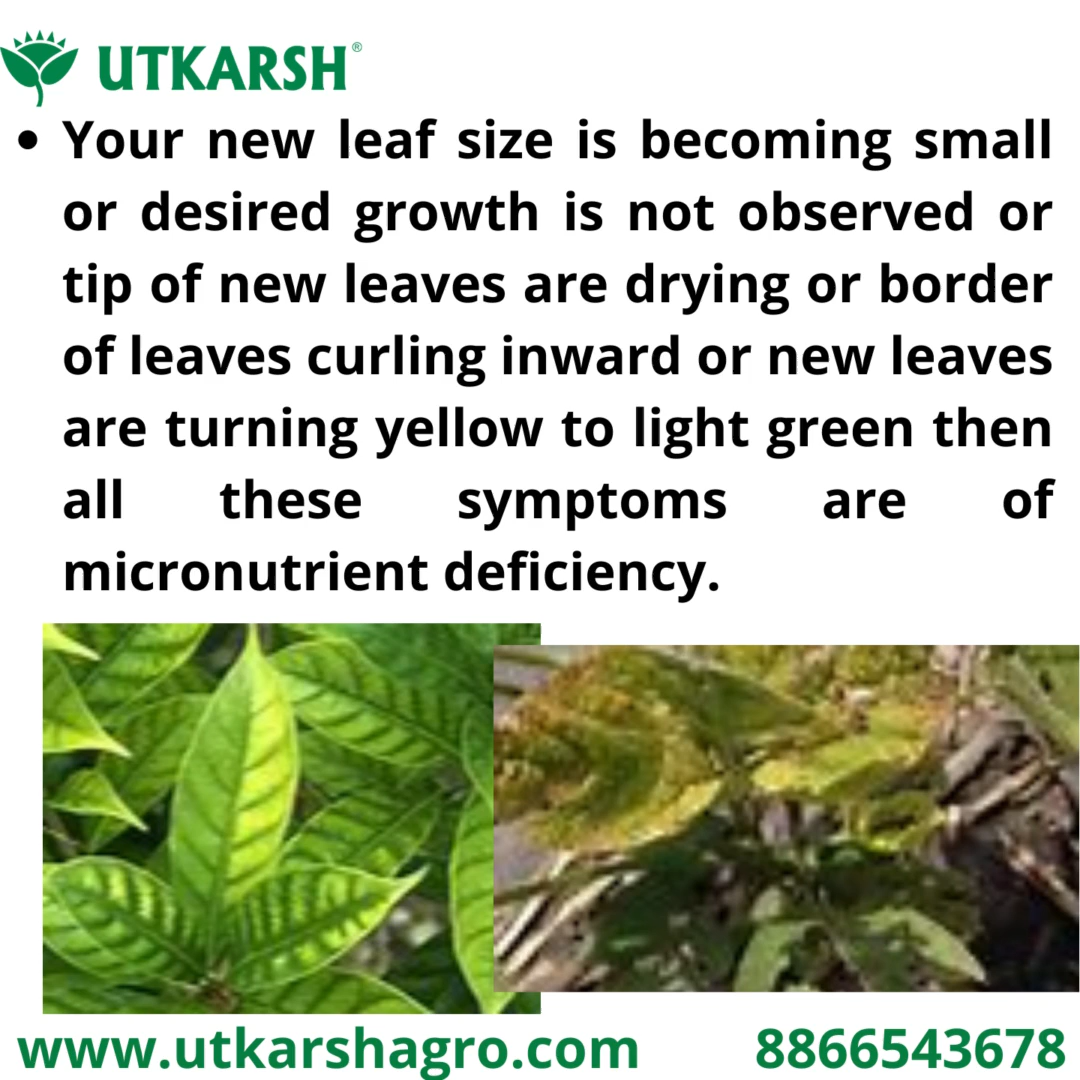 UTKARSH®
• Your new leaf size is becoming small
or desired growth is not observed or
tip of new leaves are drying or border
of leaves curling inward or new leaves
are turning yellow to light green then
all these symptoms are of
micronutrient deficiency.
www.utkarshagro.com 8866543678